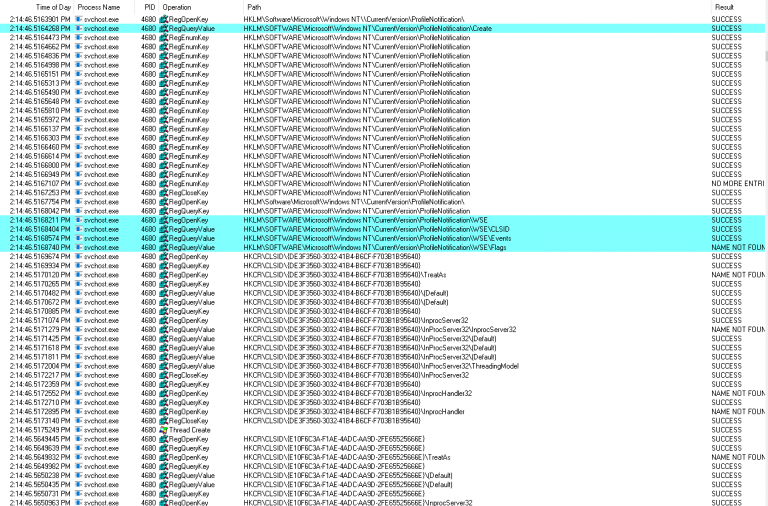 Time of Day Process Name PID Operation Path Result
2:14:46.5163901 PM svchost.exe 4680 RegOpenKey HKLM\Software\Microsoft\Windows NT\\CurrentVersion\ProfileNotification\ SUCCESS
2:14:46.5164268 PM svchost.exe 4680 RegQueryValue HKLM\SOFTWARE\Microsoft\Windows NT\CurrentVersion\ProfileNotification\Create SUCCESS
2:14:46.5164473 PM svchost.exe 4680 RegEnumKey HKLM\SOFTWARE\Microsoft\Windows NT\CurrentVersion\ProfileNotification SUCCESS
2:14:46.5164662 PM svchost.exe 4680 RegEnumKey HKLM\SOFTWARE\Microsoft\Windows NT\CurrentVersion\ProfileNotification SUCCESS
2:14:46.5164836 PM svchost.exe 4680 RegEnumKey HKLM\SOFTWARE\Microsoft\Windows NT\CurrentVersion\ProfileNotification SUCCESS
2:14:46.5164998 PM svchost.exe 4680 RegEnumKey HKLM\SOFTWARE\Microsoft\Windows NT\CurrentVersion\ProfileNotification SUCCESS
2:14:46.5165151 PM svchost.exe 4680 RegEnumKey HKLM\SOFTWARE\Microsoft\Windows NT\CurrentVersion\ProfileNotification SUCCESS
2:14:46.5165313 PM svchost.exe 4680 RegEnumKey HKLM\SOFTWARE\Microsoft\Windows NT\CurrentVersion\ProfileNotification SUCCESS
2:14:46.5165490 PM svchost.exe 4680 RegEnumKey HKLM\SOFTWARE\Microsoft\Windows NT\CurrentVersion\ProfileNotification SUCCESS
2:14:46.5165648 PM svchost.exe 4680 RegEnumKey HKLM\SOFTWARE\Microsoft\Windows NT\CurrentVersion\ProfileNotification SUCCESS
2:14:46.5165810 PM svchost.exe 4680 RegEnumKey HKLM\SOFTWARE\Microsoft\Windows NT\CurrentVersion\ProfileNotification SUCCESS
2:14:46.5165972 PM svchost.exe 4680 RegEnumKey HKLM\SOFTWARE\Microsoft\Windows NT\CurrentVersion\ProfileNotification SUCCESS
2:14:46.5166137 PM svchost.exe 4680 RegEnumKey HKLM\SOFTWARE\Microsoft\Windows NT\CurrentVersion\ProfileNotification SUCCESS
2:14:46.5166303 PM svchost.exe 4680 RegEnumKey HKLM\SOFTWARE\Microsoft\Windows NT\CurrentVersion\ProfileNotification SUCCESS
2:14:46.5166460 PM svchost.exe 4680 RegEnumKey HKLM\SOFTWARE\Microsoft\Windows NT\CurrentVersion\ProfileNotification SUCCESS
2:14:46.5166614 PM svchost.exe 4680 RegEnumKey HKLM\SOFTWARE\Microsoft\Windows NT\CurrentVersion\ProfileNotification SUCCESS
2:14:46.5166800 PM svchost.exe 4680 RegEnumKey HKLM\SOFTWARE\Microsoft\Windows NT\CurrentVersion\ProfileNotification SUCCESS
2:14:46.5166949 PM svchost.exe 4680 RegEnumKey HKLM\SOFTWARE\Microsoft\Windows NT\CurrentVersion\ProfileNotification SUCCESS
2:14:46.5167107 PM svchost.exe 4680 RegEnumKey HKLM\SOFTWARE\Microsoft\Windows NT\CurrentVersion\ProfileNotification NO MORE ENTRI
2:14:46.5167253 PM svchost.exe 4680 RegCloseKey HKLM\SOFTWARE\Microsoft\Windows NT\CurrentVersion\ProfileNotification SUCCESS
2:14:46.5167754 PM svchost.exe 4680 RegOpenKey HKLM\Software\Microsoft\Windows NT\\CurrentVersion\ProfileNotification\ SUCCESS
2:14:46.5168042 PM svchost.exe 4680 RegQueryKey HKLM\SOFTWARE\Microsoft\Windows NT\CurrentVersion\ProfileNotification SUCCESS
2:14:46.5168211 PM svchost.exe 4680 RegOpenKey HKLM\SOFTWARE\Microsoft\Windows NT\CurrentVersion\ProfileNotification\WSE SUCCESS
2:14:46.5168404 PM svchost.exe 4680 RegQueryValue HKLM\SOFTWARE\Microsoft\Windows NT\CurrentVersion\ProfileNotification\WSE\CLSID SUCCESS
2:14:46.5168574 PM svchost.exe 4680 RegQueryValue HKLM\SOFTWARE\Microsoft\Windows NT\CurrentVersion\ProfileNotification\WSE\Events SUCCESS
2:14:46.5168740 PM svchost.exe 4680 RegQueryValue HKLM\SOFTWARE\Microsoft\Windows NT\CurrentVersion\ProfileNotification\WSE\Flags NAME NOT FOUN
2:14:46.5169674 PM svchost.exe 4680 RegOpenKey HKCR\CLSID\{DE3F3560-3032-41B4-B6CF-F703B1B95640} SUCCESS
2:14:46.5169934 PM svchost.exe 4680 RegQueryKey HKCR\CLSID\{DE3F3560-3032-41B4-B6CF-F703B1B95640} SUCCESS
2:14:46.5170120 PM svchost.exe 4680 RegOpenKey HKCR\CLSID\{DE3F3560-3032-41B4-B6CF-F703B1B95640}\TreatAs NAME NOT FOUN
2:14:46.5170265 PM svchost.exe 4680 RegQueryKey HKCR\CLSID\{DE3F3560-3032-41B4-B6CF-F703B1B95640} SUCCESS
2:14:46.5170482 PM svchost.exe 4680 RegQueryValue HKCR\CLSID\{DE3F3560-3032-41B4-B6CF-F703B1B95640}\(Default) SUCCESS
2:14:46.5170672 PM svchost.exe 4680 RegQueryValue HKCR\CLSID\{DE3F3560-3032-41B4-B6CF-F703B1B95640}\(Default) SUCCESS
2:14:46.5170885 PM svchost.exe 4680 RegQueryKey HKCR\CLSID\{DE3F3560-3032-41B4-B6CF-F703B1B95640} SUCCESS
2:14:46.5171074 PM svchost.exe 4680 RegOpenKey HKCR\CLSID\{DE3F3560-3032-41B4-B6CF-F703B1B95640}\InprocServer32 SUCCESS
2:14:46.5171279 PM svchost.exe 4680 RegQueryValue HKCR\CLSID\{DE3F3560-3032-41B4-B6CF-F703B1B95640}\InProcServer32\InprocServer32 NAME NOT FOUN
2:14:46.5171425 PM svchost.exe 4680 RegQueryValue HKCR\CLSID\{DE3F3560-3032-41B4-B6CF-F703B1B95640}\InProcServer32\(Default) SUCCESS
2:14:46.5171618 PM svchost.exe 4680 RegQueryValue HKCR\CLSID\{DE3F3560-3032-41B4-B6CF-F703B1B95640}\InProcServer32\(Default) SUCCESS
2:14:46.5171811 PM svchost.exe 4680 RegQueryValue HKCR\CLSID\{DE3F3560-3032-41B4-B6CF-F703B1B95640}\InProcServer32\(Default) SUCCESS
2:14:46.5172004 PM svchost.exe 4680 RegQueryValue HKCR\CLSID\{DE3F3560-3032-41B4-B6CF-F703B1B95640}\InProcServer32\ThreadingModel SUCCESS
2:14:46.5172217 PM svchost.exe 4680 RegCloseKey HKCR\CLSID\{DE3F3560-3032-41B4-B6CF-F703B1B95640}\InProcServer32 SUCCESS
2:14:46.5172359 PM svchost.exe 4680 RegQueryKey HKCR\CLSID\{DE3F3560-3032-41B4-B6CF-F703B1B95640} SUCCESS
2:14:46.5172552 PM svchost.exe 4680 RegOpenKey HKCR\CLSID\{DE3F3560-3032-41B4-B6CF-F703B1B95640}\InprocHandler32 NAME NOT FOUN
2:14:46.5172710 PM svchost.exe 4680 RegQueryKey HKCR\CLSID\{DE3F3560-3032-41B4-B6CF-F703B1B95640} SUCCESS
2:14:46.5172895 PM svchost.exe 4680 RegOpenKey HKCR\CLSID\{DE3F3560-3032-41B4-B6CF-F703B1B95640}\InprocHandler NAME NOT FOUN
2:14:46.5173140 PM svchost.exe 4680 RegCloseKey HKCR\CLSID\{DE3F3560-3032-41B4-B6CF-F703B1B95640} SUCCESS
2:14:46.5175249 PM svchost.exe 4680 Thread Create SUCCESS
2:14:46.5649445 PM svchost.exe 4680 RegOpenKey HKCR\CLSID\{E10F6C3A-F1AE-4ADC-AA9D-2FE65525666E} SUCCESS
2:14:46.5649639 PM svchost.exe 4680 RegQueryKey HKCR\CLSID\{E10F6C3A-F1AE-4ADC-AA9D-2FE65525666E} SUCCESS
2:14:46.5649832 PM svchost.exe 4680 RegOpenKey HKCR\CLSID\{E10F6C3A-F1AE-4ADC-AA9D-2FE65525666E}\TreatAs NAME NOT FOUN
2:14:46.5649982 PM svchost.exe 4680 RegQueryKey HKCR\CLSID\{E10F6C3A-F1AE-4ADC-AA9D-2FE65525666E} SUCCESS
2:14:46.5650238 PM svchost.exe 4680 RegQueryValue HKCR\CLSID\{E10F6C3A-F1AE-4ADC-AA9D-2FE65525666E}\(Default) SUCCESS
2:14:46.5650435 PM svchost.exe 4680 RegQueryValue HKCR\CLSID\{E10F6C3A-F1AE-4ADC-AA9D-2FE65525666E}\(Default) SUCCESS
2:14:46.5650731 PM svchost.exe 4680 RegQueryKey HKCR\CLSID\{E10F6C3A-F1AE-4ADC-AA9D-2FE65525666E} SUCCESS
2:14:46.5650963 PM svchost.exe 4680 RegOpenKey HKCR\CLSID\{E10F6C3A-F1AE-4ADC-AA9D-2FE65525666E}\InprocServer32 SUCCESS